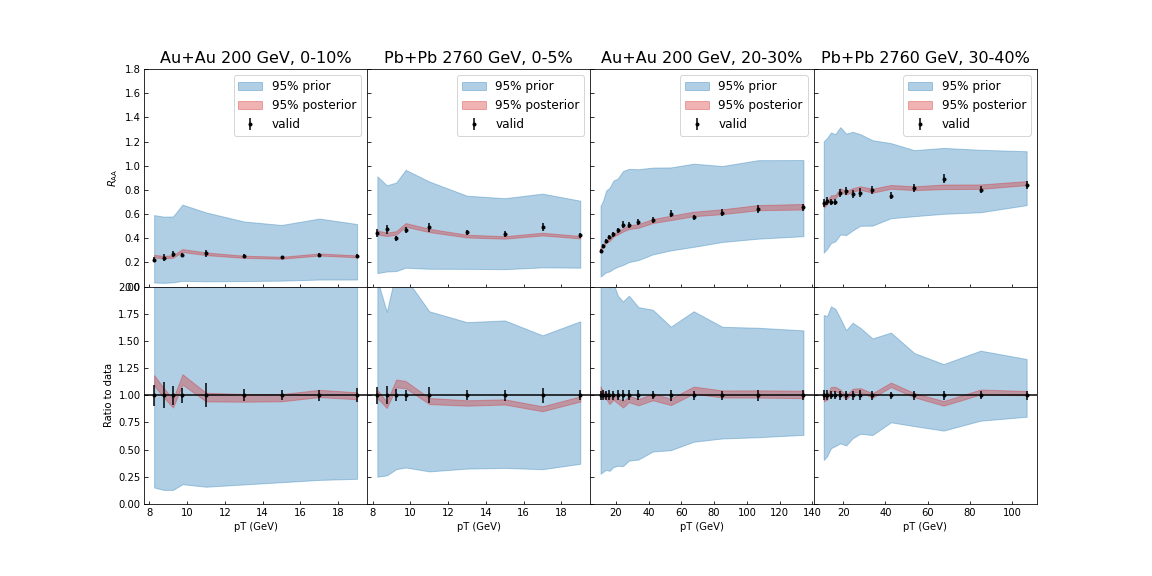 Au+Au 200 GeV, 0-10%
Pb+Pb 2760 GeV, 0-5%
Au+Au 200 GeV, 20-30%
Pb+Pb 2760 GeV, 30-40%
1.8
1.6
1.4
1.2
1.0
0.8
0.6
0.4
0.2
R_AA
95% prior
95% posterior
valid
95% prior
95% posterior
valid
95% prior
95% posterior
valid
95% prior
95% posterior
valid
1.75
1.50
1.25
1.00
0.75
0.50
0.25
0.00
Ratio to data
8 10 12 14 16 18
8 10 12 14 16 18
20 40 60 80 100 120 140
20 40 60 80 100
pT (GeV)
pT (GeV)
pT (GeV)
pT (GeV)